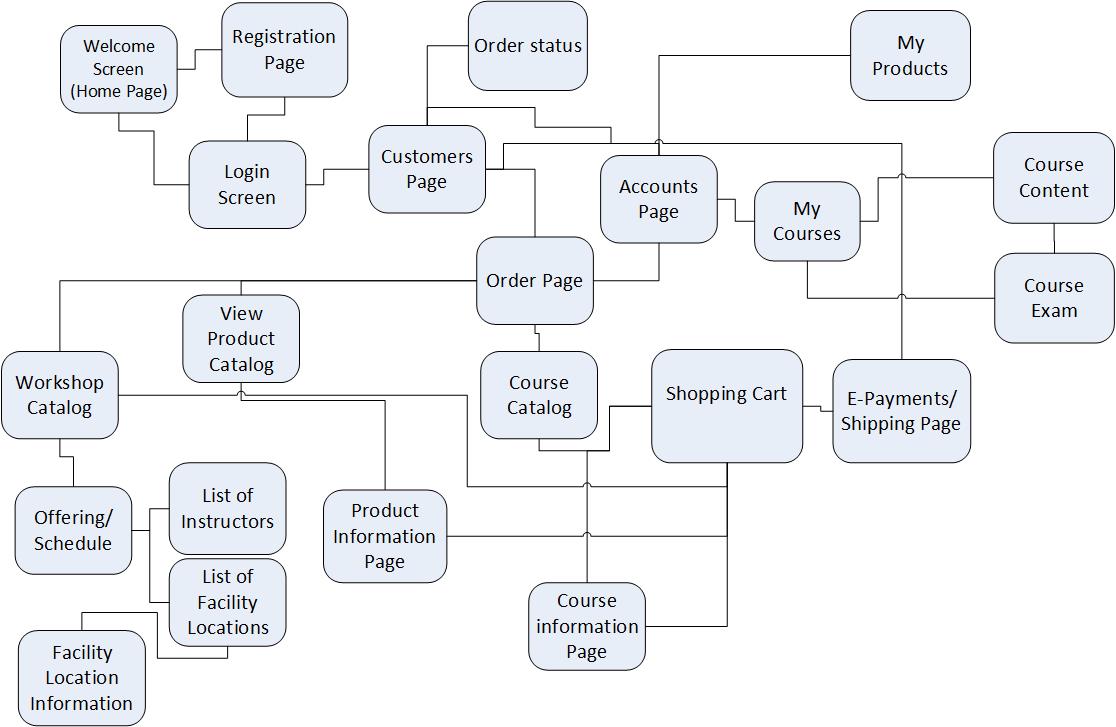 Welcome
Screen
(Home Page)
Registration
Page
Order status
My
Products
Login
Screen
Customers
Page
Accounts
Page
My
Courses
Course
Content
Order Page
Course
Exam
View
Product
Catalog
Workshop
Catalog
Course
Catalog
Shopping Cart
E-Payments/
Shipping Page
Offering/
Schedule
List of
Instructors
Product
Information
Page
List of
Facility
Locations
Course
information
Page
Facility
Location
Information